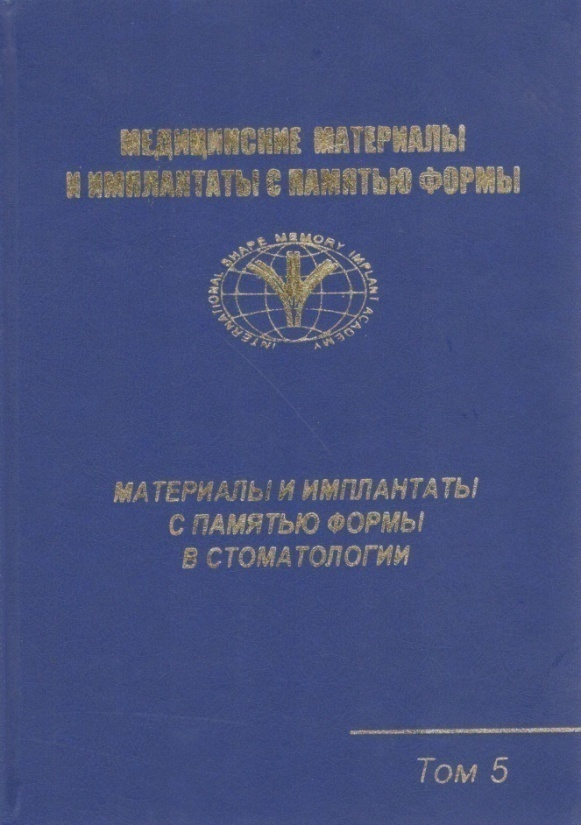 МЕДИЦИНСКИЕ МАТЕРИАЛЫ
И ИМПЛАНТАТЫ С ПАМЯТЬЮ ФОРМЫ
INTERNATIONAL SHAPE MEMORY IMPLANT ACADEMY
МАТЕРИАЛЫ И ИМПЛАНТАТЫ
С ПАМЯТЬЮ ФОРМЫ
В СТОМАТОЛОГИИ
Том 5